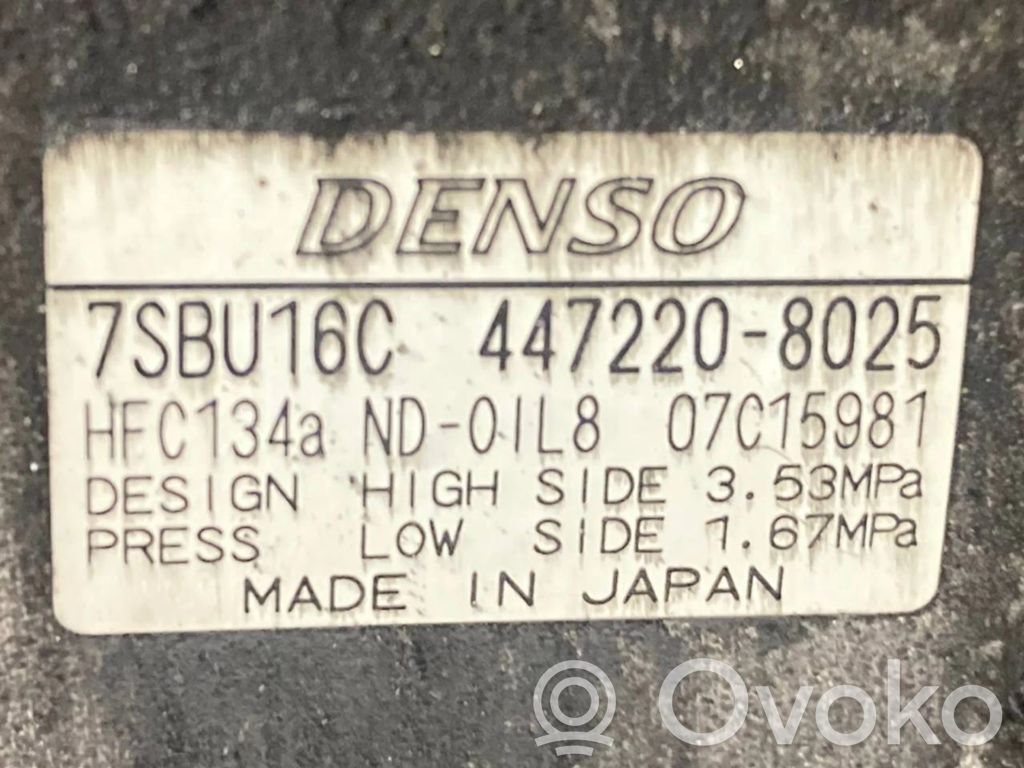 DENSO
7SBU16C 447220-8025
HFC134a ND-OIL8 07C15981
DESIGN HIGH SIDE 3.53MPa
PRESS LOW SIDE 1.67MPa
MADE IN JAPAN
Ovoko